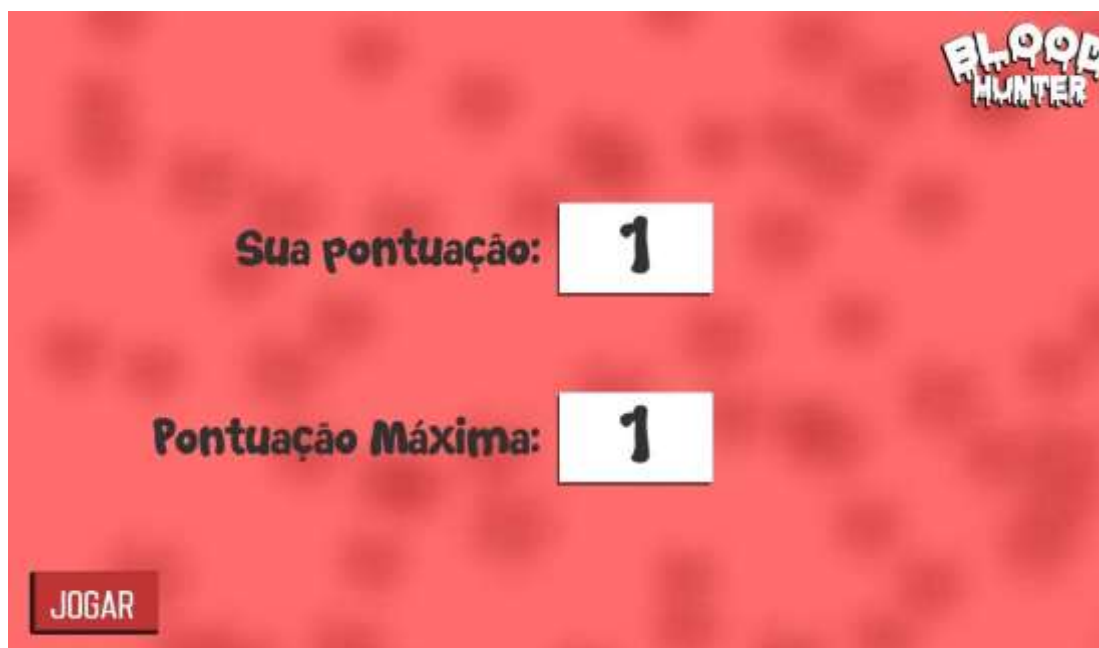 BLOOD
HUNTER
Sua pontuação: 1
Pontuação Máxima: 1
JOGAR